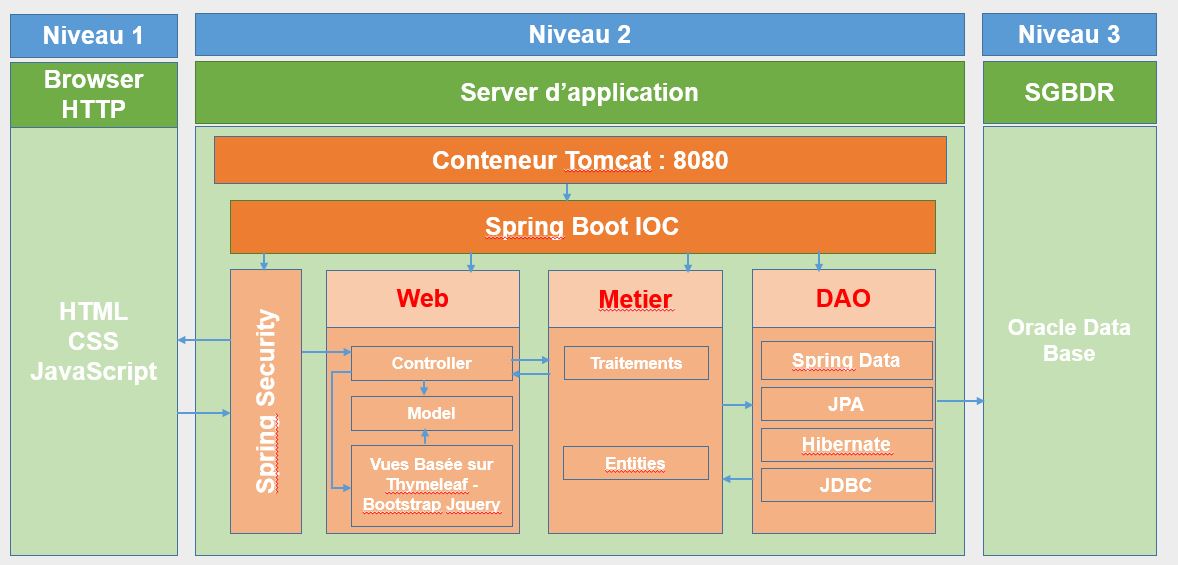 Niveau 1
Niveau 2
Niveau 3
Browser
HTTP
Server d’application
SGBDR
Conteneur Tomcat : 8080
Spring Boot IOC
HTML
CSS
JavaScript
Spring Security
Web
Controller
Model
Vues Basée sur
Thymeleaf -
Bootstrap Jquery
Metier
Traitements
Entities
DAO
Spring Data
JPA
Hibernate
JDBC
Oracle Data
Base